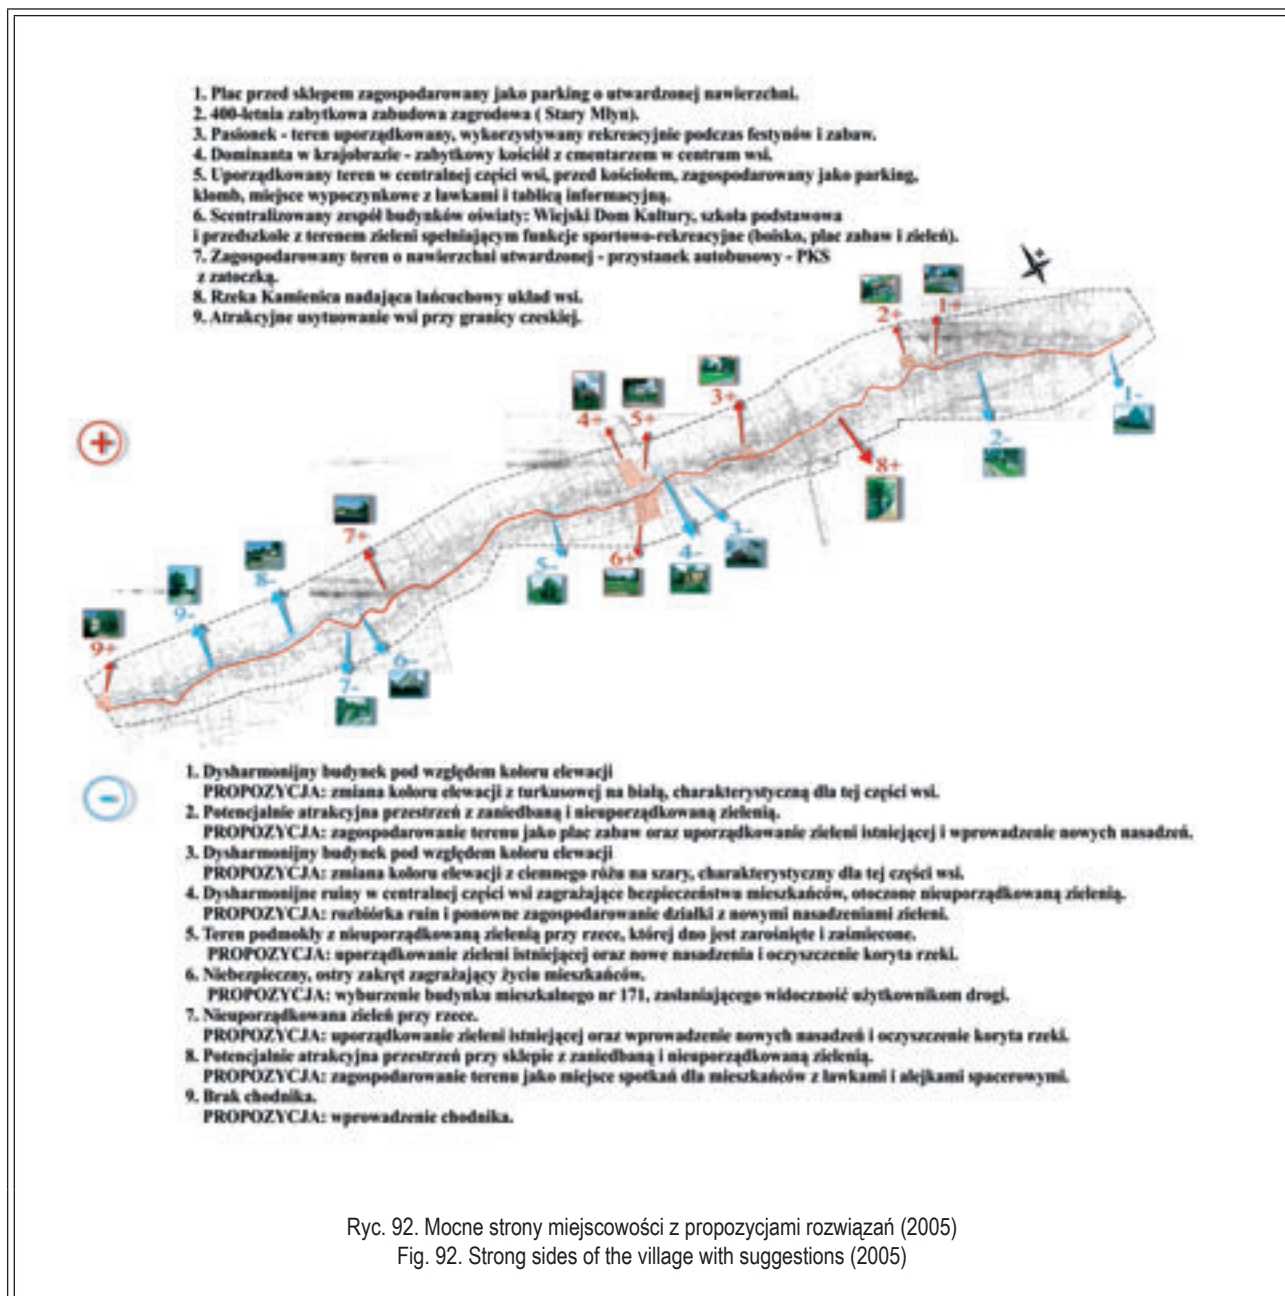 1. Plac przed sklepem zagospodarowany jako parking o utwardzonej nawierzchni.
2. 400-letnia zabytkowa zabudowa zagrodowa ( Stary Młyn).
3. Pasionek - teren uporządkowany, wykorzystywany rekreacyjnie podczas festynów i zabaw.
4. Dominanta w krajobrazie - zabytkowy kościół z cmentarzem w centrum wsi.
5. Uporządkowany teren w centralnej części wsi, przed kościołem, zagospodarowany jako parking,
klomb, miejsce wypoczynkowe z ławkami i tablicą informacyjną.
6. Scentralizowany zespół budynków oświaty: Wiejski Dom Kultury, szkoła podstawowa
i przedszkole z terenem zieleni spełniającym funkcje sportowo-rekreacyjne (boisko, plac zabaw i zieleń).
7. Zagospodarowany teren o nawierzchni utwardzonej - przystanek autobusowy - PKS
z zatoczką.
8. Rzeka Kamienica nadająca łańcuchowy układ wsi.
9. Atrakcyjne usytuowanie wsi przy granicy czeskiej.
2+
1+
1-
3+
4+
5+
2-
8+
+
7+
3-
4-
6+
5-
8-
9-
9+
6-
7-
-
1. Dysharmonijny budynek pod względem koloru elewacji
PROPOZYCJA: zmiana koloru elewacji z turkusowej na białą, charakterystyczną dla tej części wsi.
2. Potencjalnie atrakcyjna przestrzeń z zaniedbaną i nieuporządkowaną zielenią.
PROPOZYCJA: zagospodarowanie terenu jako plac zabaw oraz uporządkowanie zieleni istniejącej i wprowadzenie nowych nasadzeń.
3. Dysharmonijny budynek pod względem koloru elewacji
PROPOZYCJA: zmiana koloru elewacji z ciemnego różu na szary, charakterystyczny dla tej części wsi.
4. Dysharmonijne ruiny w centralnej części wsi zagrażające bezpieczeństwu mieszkańców, otoczone nieuporządkowaną zielenią.
PROPOZYCJA: rozbiórka ruin i ponowne zagospodarowanie działki z nowymi nasadzeniami zieleni.
5. Teren podmokły z nieuporządkowaną zielenią przy rzece, której dno jest zarośnięte i zaśmiecone.
PROPOZYCJA: uporządkowanie zieleni istniejącej oraz nowe nasadzenia i oczyszczenie koryta rzeki.
6. Niebezpieczny, ostry zakręt zagrażający życiu mieszkańców.
PROPOZYCJA: wyburzenie budynku mieszkalnego nr 171, zasłaniającego widoczność użytkownikom drogi.
7. Nieuporządkowana zieleń przy rzece.
PROPOZYCJA: uporządkowanie zieleni istniejącej oraz wprowadzenie nowych nasadzeń i oczyszczenie koryta rzeki.
8. Potencjalnie atrakcyjna przestrzeń przy sklepie z zaniedbaną i nieuporządkowaną zielenią.
PROPOZYCJA: zagospodarowanie terenu jako miejsce spotkań dla mieszkańców z ławkami i alejkami spacerowymi.
9. Brak chodnika.
PROPOZYCJA: wprowadzenie chodnika.
Ryc. 92. Mocne strony miejscowości z propozycjami rozwiązań (2005)
Fig. 92. Strong sides of the village with suggestions (2005)